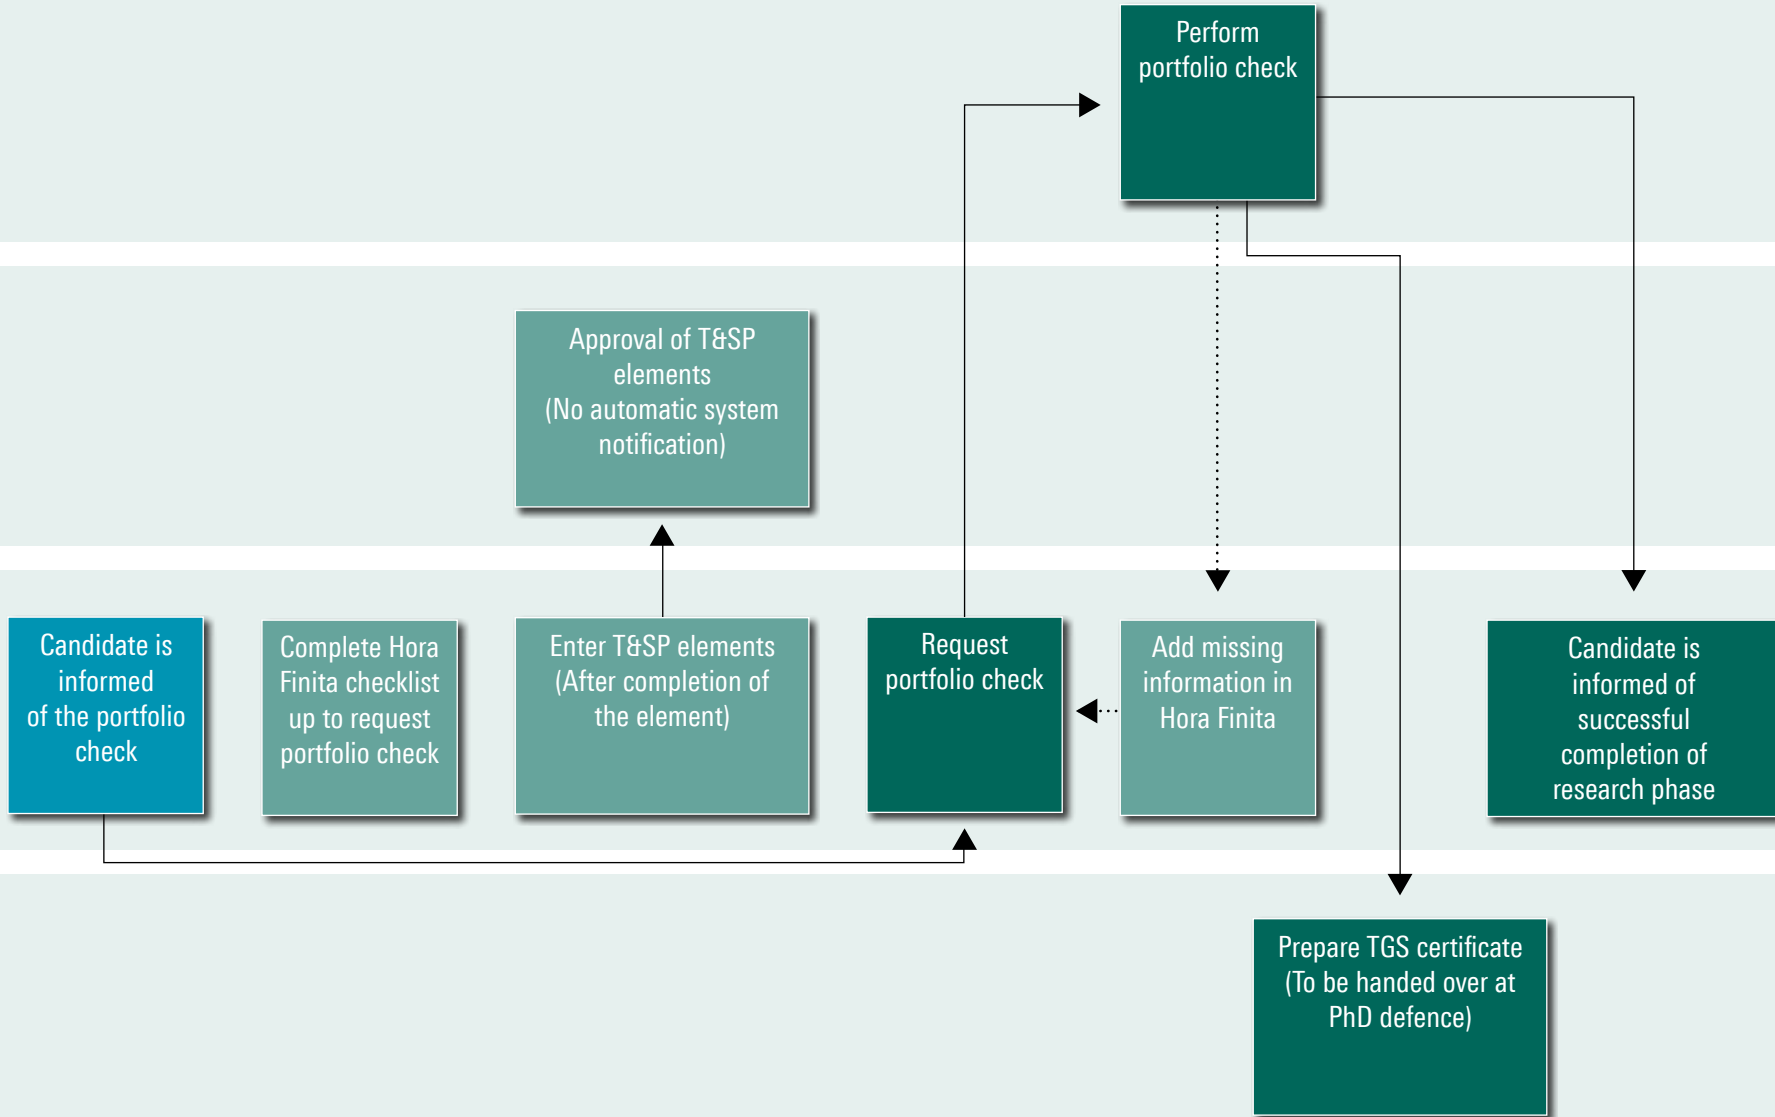 Perform
portfolio check
Approval of T&SP
elements
(No automatic system
notification)
Candidate is
informed
of the portfolio
check
Complete Hora
Finita checklist
up to request
portfolio check
Enter T&SP elements
(After completion of
the element)
Request
portfolio check
Add missing
information in
Hora Finita
Candidate is
informed of
successful
completion of
research phase
Prepare TGS certificate
(To be handed over at
PhD defence)